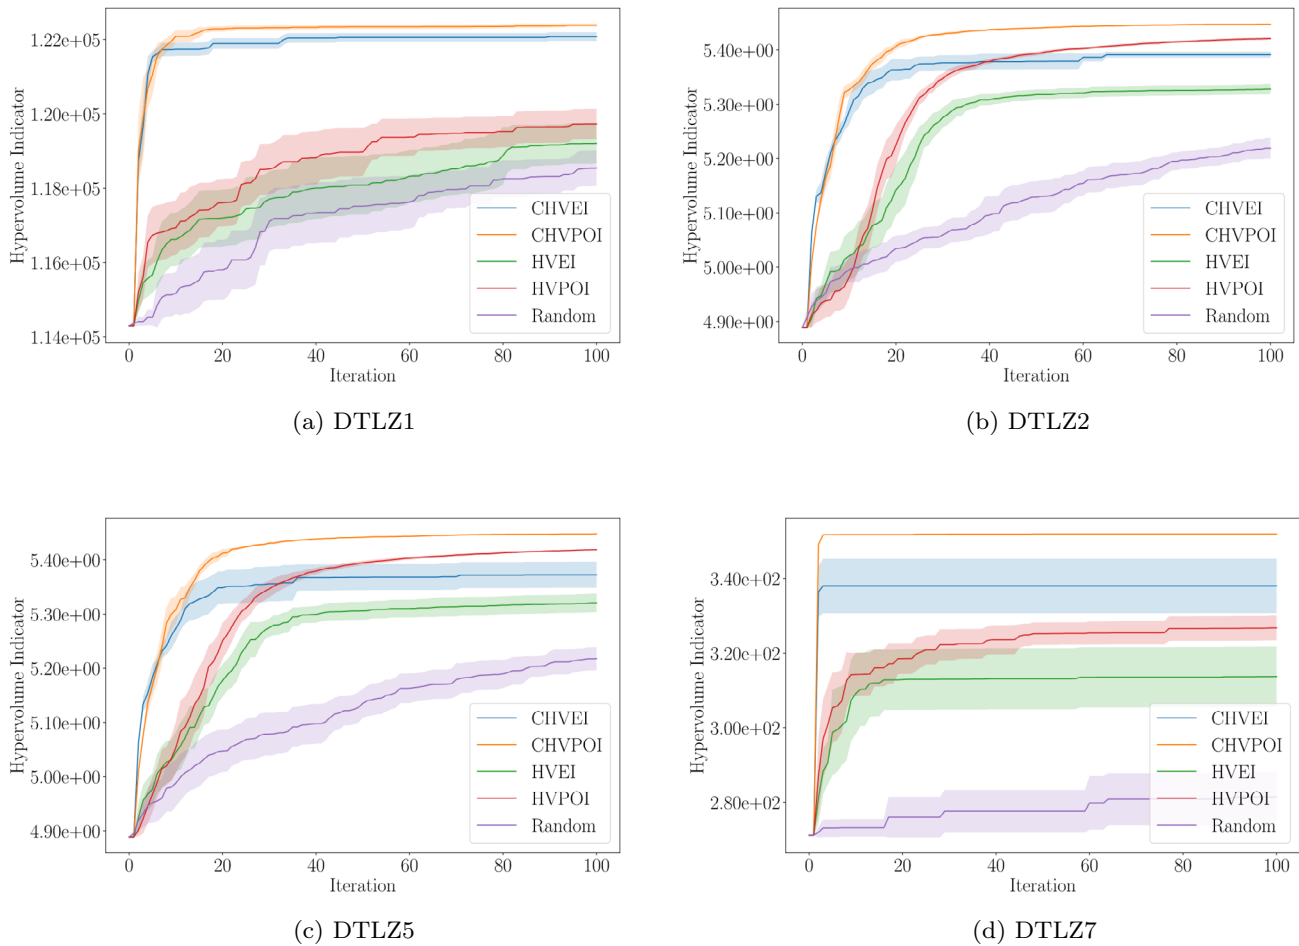 Hypervolume Indicator
1.22e+05
1.20e+05
1.18e+05
1.16e+05
1.14e+05
CHVEI
CHVPOI
HVEI
HVPOI
Random
0 20 40 60 80 100
Iteration
(a) DTLZ1
Hypervolume Indicator
5.40e+00
5.30e+00
5.20e+00
5.10e+00
5.00e+00
4.90e+00
CHVEI
CHVPOI
HVEI
HVPOI
Random
0 20 40 60 80 100
Iteration
(b) DTLZ2
Hypervolume Indicator
5.40e+00
5.30e+00
5.20e+00
5.10e+00
5.00e+00
4.90e+00
CHVEI
CHVPOI
HVEI
HVPOI
Random
0 20 40 60 80 100
Iteration
(c) DTLZ5
Hypervolume Indicator
3.40e+02
3.20e+02
3.00e+02
2.80e+02
CHVEI
CHVPOI
HVEI
HVPOI
Random
0 20 40 60 80 100
Iteration
(d) DTLZ7